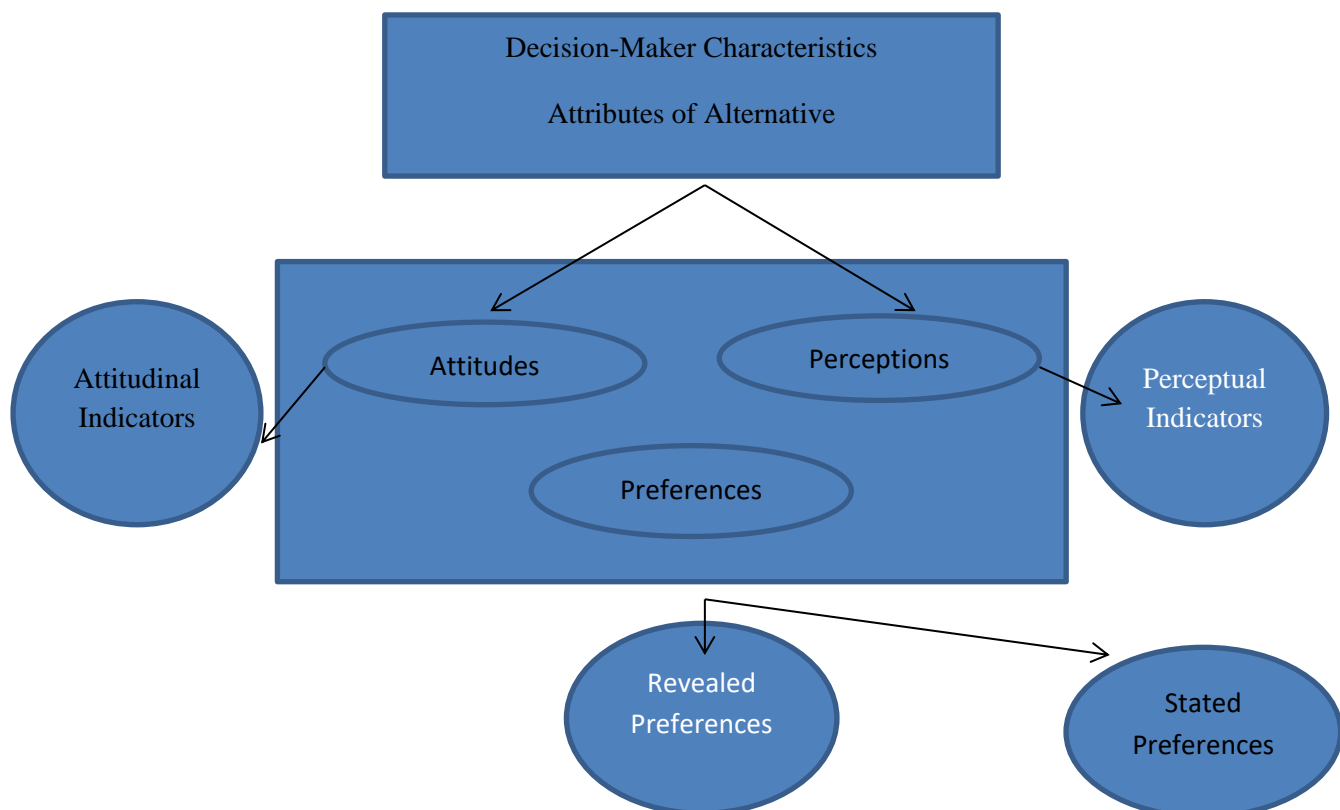 Decision-Maker Characteristics
Attributes of Alternative
Attitudes
Perceptions
Attitudinal
Indicators
Perceptual
Indicators
Preferences
Revealed
Preferences
Stated
Preferences